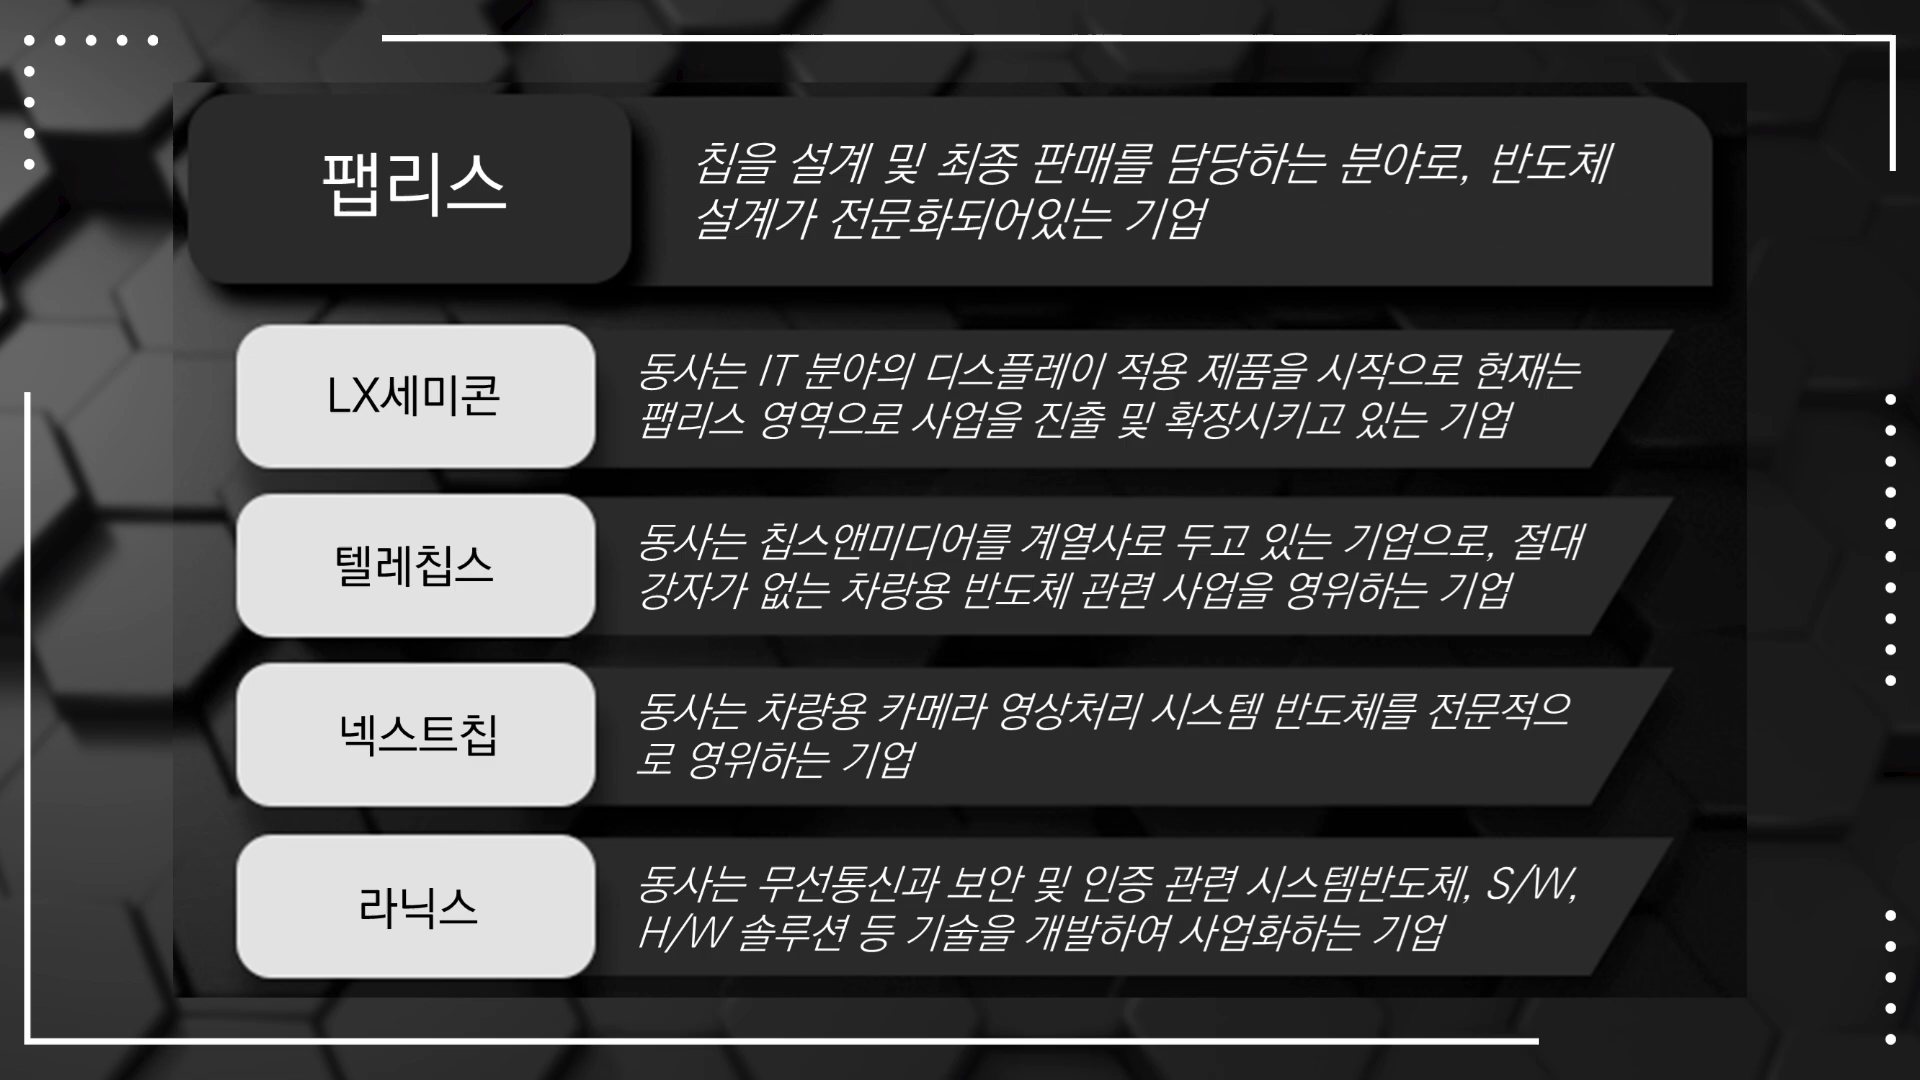 팹리스
칩을 설계 및 최종 판매를 담당하는 분야로, 반도체
설계가 전문화되어있는 기업
LX세미콘
동사는 IT 분야의 디스플레이 적용 제품을 시작으로 현재는
팹리스 영역으로 사업을 진출 및 확장시키고 있는 기업
텔레칩스
동사는 칩스앤미디어를 계열사로 두고 있는 기업으로, 절대
강자가 없는 차랑용 반도체 관련 사업을 영위하는 기업
넥스트칩
동사는 차량용 카메라 영상처리 시스템 반도체를 전문적으
로 영위하는 기업
라닉스
동사는 무선통신과 보안 및 인증 관련 시스템반도체, S/W,
H/W 솔루션 등 기술을 개발하여 사업화하는 기업